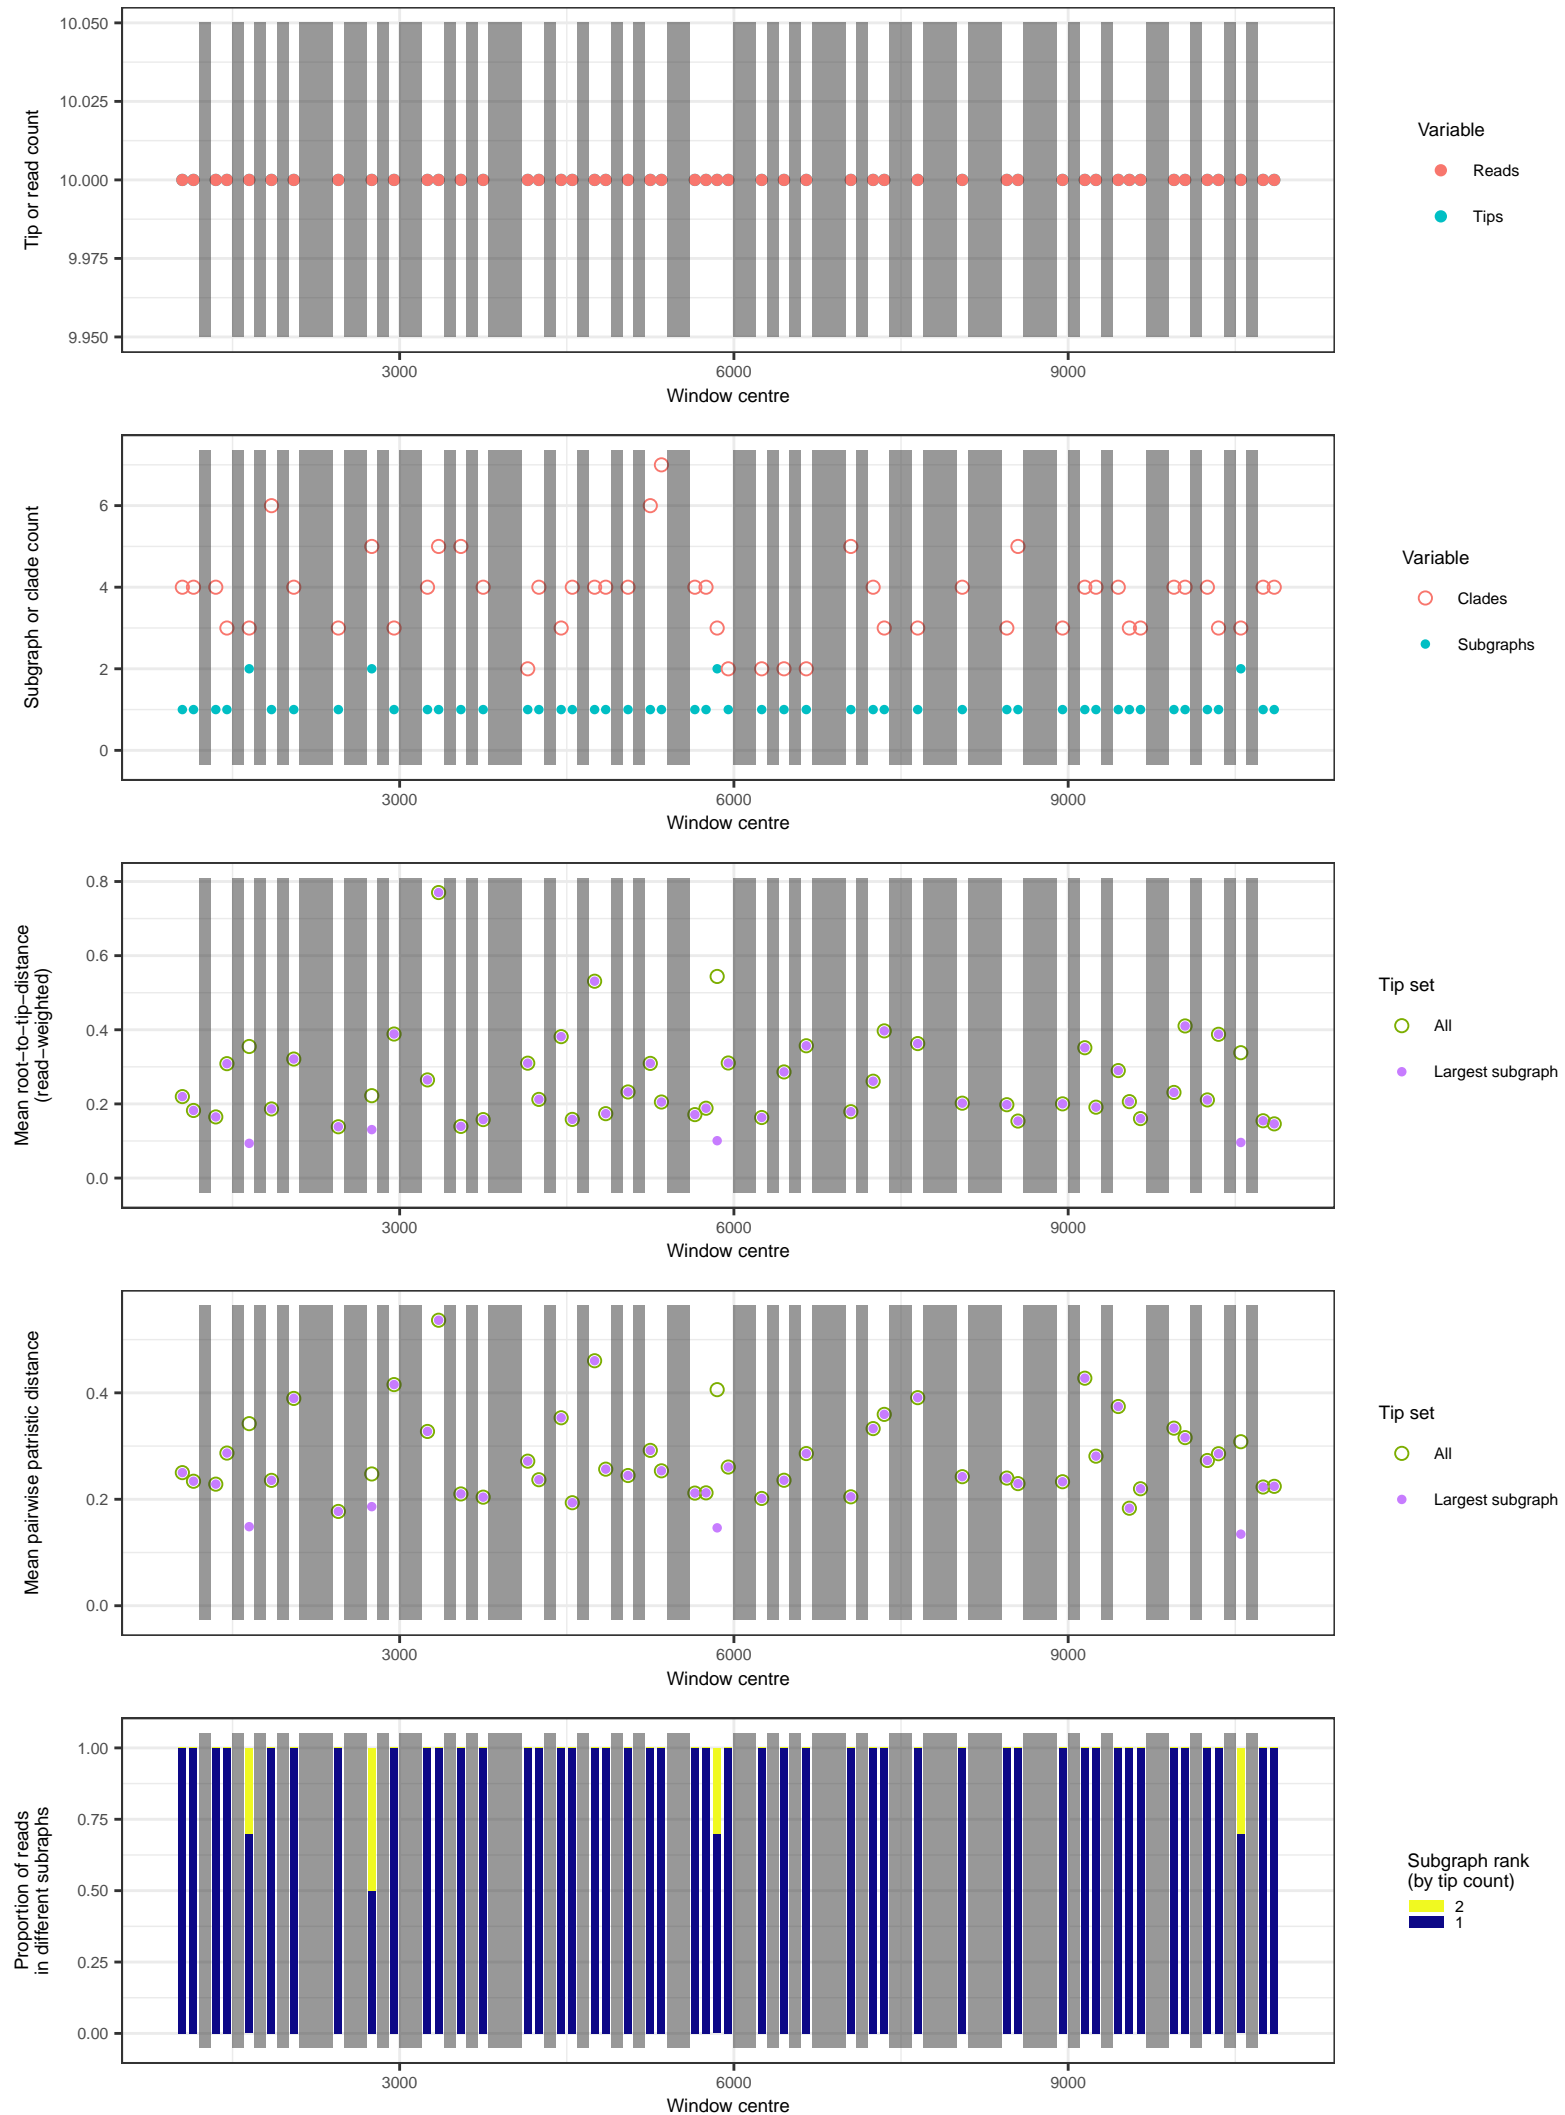 10.050
10.025
10.000
9.975
9.950
Tip or read count
3000
6000
9000
Window centre
Variable
Reads
Tips
6
4
2
0
Subgraph or clade count
3000
6000
9000
Window centre
Variable
Clades
Subgraphs
0.8
0.6
0.4
0.2
0.0
Mean root−to−tip−distance
(read−weighted)
3000
6000
9000
Window centre
Tip set
All
Largest subgraph
0.4
0.2
0.0
Mean pairwise patristic distance
3000
6000
9000
Window centre
Tip set
All
Largest subgraph
1.00
0.75
0.50
0.25
0.00
Proportion of reads
in different subraphs
3000
6000
9000
Window centre
Subgraph rank
(by tip count)
2
1